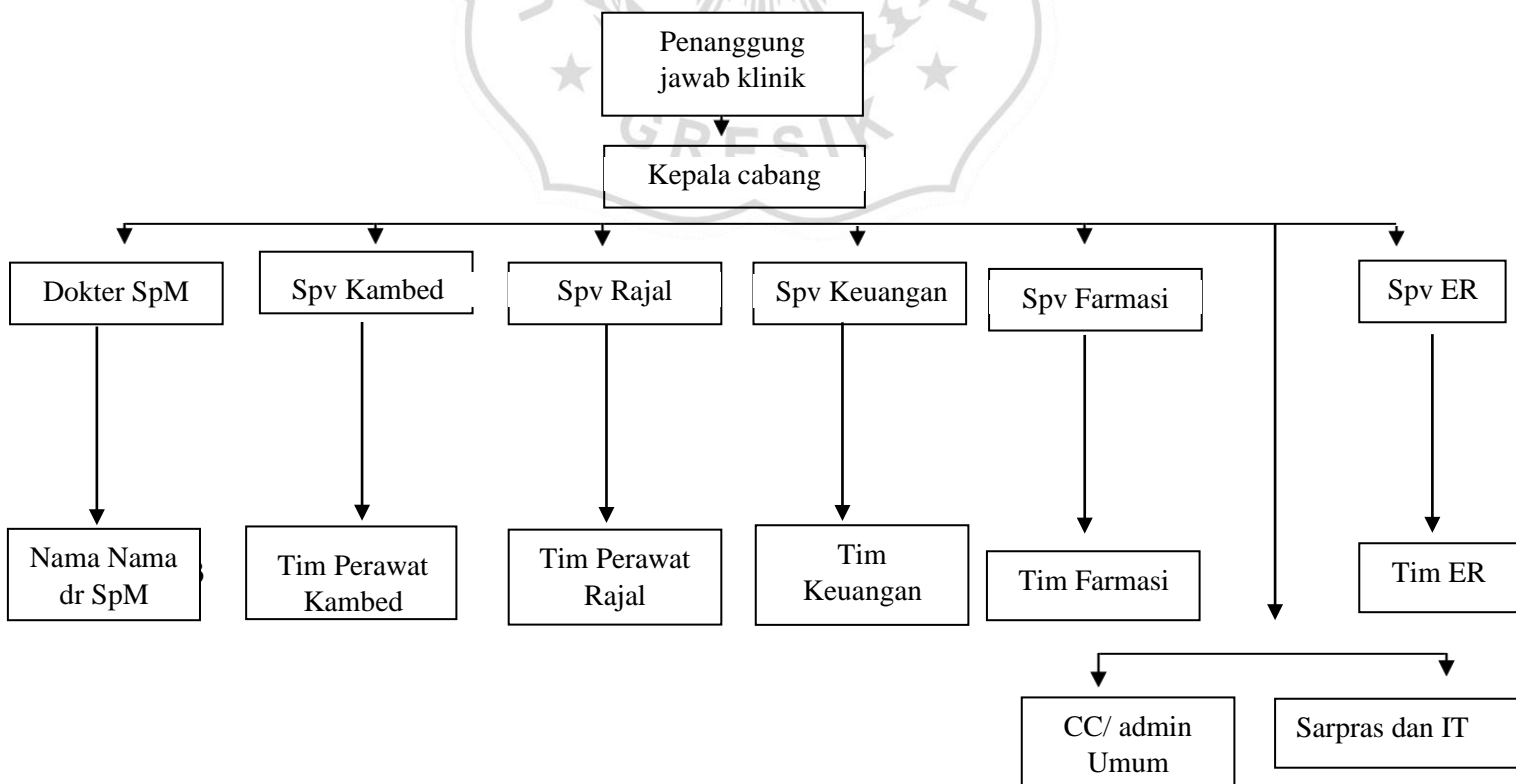 Penanggung
jawab klinik
GRESIK
Kepala cabang
Dokter SpM
Spv Kambed
Spv Rajal
Spv Keuangan
Spv Farmasi
Spv ER
Nama Nama
dr SpM
Tim Perawat
Kambed
Tim Perawat
Rajal
Tim
Keuangan
Tim Farmasi
Tim ER
CC/ admin
Umum
Sarpras dan IT